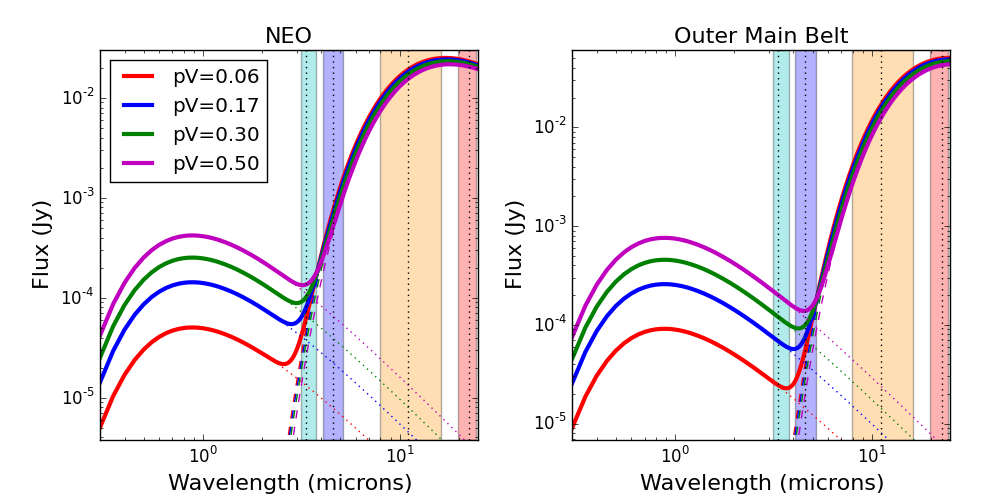 NEO
Outer Main Belt
pV=0.06
pV=0.17
pV=0.30
pV=0.50
Flux (Jy)
10^-2
10^-3
10^-4
10^-5
10^0
10^1
Wavelength (microns)
Flux (Jy)
10^-2
10^-3
10^-4
10^-5
10^0
10^1
Wavelength (microns)